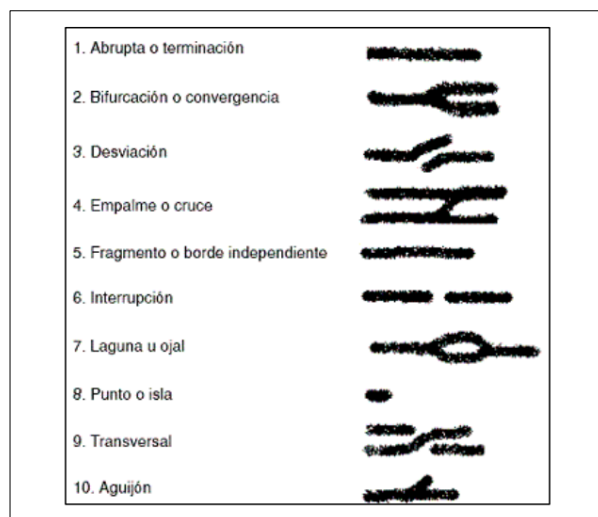 1. Abrupta o terminación
2. Bifurcación o convergencia
3. Desviación
4. Empalme o cruce
5. Fragmento o borde independiente
6. Interrupción
7. Laguna u ojal
8. Punto o isla
9. Transversal
10. Aguijón